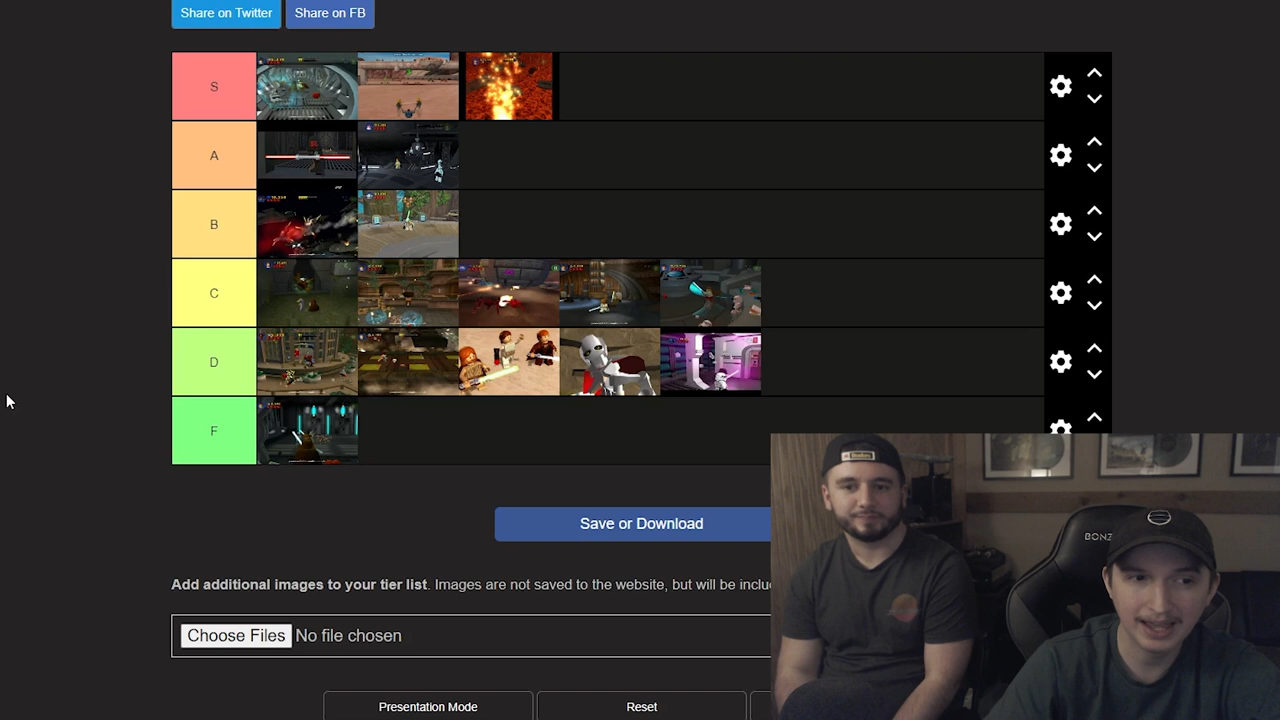 Share on Twitter
Share on FB
S
A
B
C
D
F
Save or Download
Add additional images to your tier list. Images are not saved to the website, but will be inclu
Choose Files No file chosen
Presentation Mode
Reset
BONZ